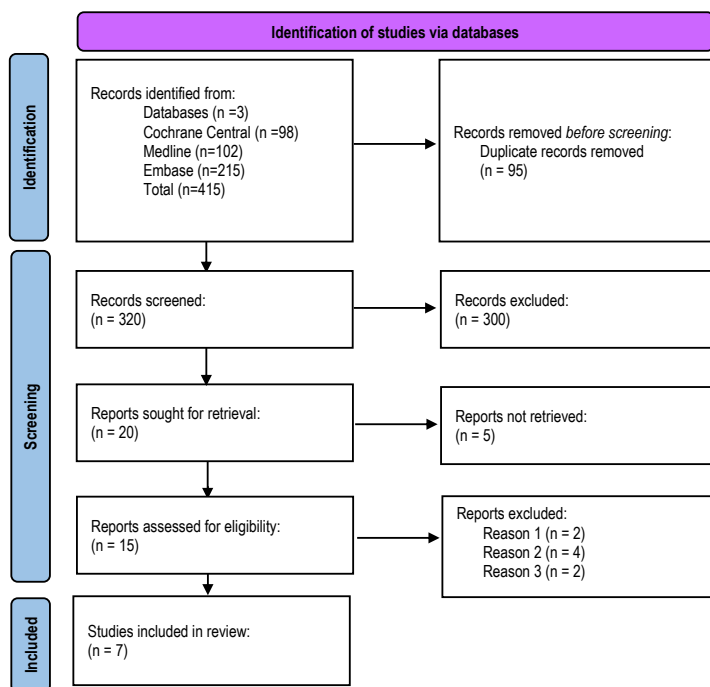 Identification of studies via databases
Identification
Records identified from:
Databases (n =3)
Cochrane Central (n =98)
Medline (n=102)
Embase (n=215)
Total (n=415)
Records removed before screening:
Duplicate records removed
(n = 95)
Screening
Records screened:
(n = 320)
Records excluded:
(n = 300)
Reports sought for retrieval:
(n = 20)
Reports not retrieved:
(n = 5)
Reports assessed for eligibility:
(n = 15)
Reports excluded:
Reason 1 (n = 2)
Reason 2 (n = 4)
Reason 3 (n = 2)
Included
Studies included in review:
(n = 7)